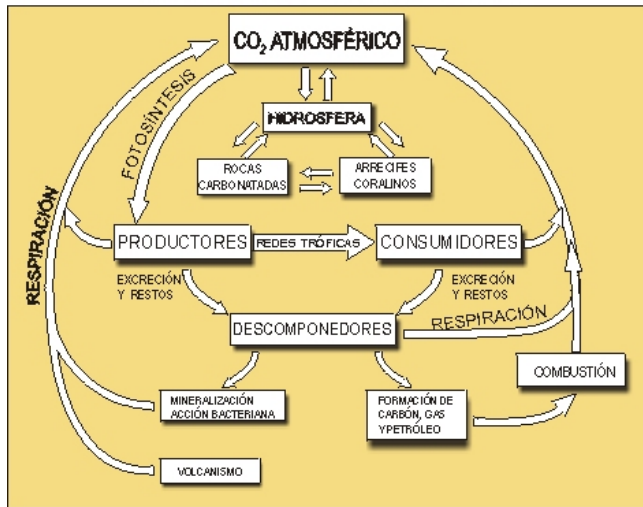 CO₂ ATMOSFÉRICO
FOTOSÍNTESIS
HIDROSFERA
ROCAS
CARBONATADAS
ARRECIFES
CORALINOS
RESPIRACIÓN
PRODUCTORES
REDES TRÓFICAS
CONSUMIDORES
EXCRECIÓN
Y RESTOS
EXCRECIÓN
Y RESTOS
DESCOMPONEDORES
RESPIRACIÓN
COMBUSTIÓN
MINERALIZACIÓN
ACCIÓN BACTERIANA
FORMACIÓN DE
CARBÓN, GAS
YPETRÓLEO
VOLCANISMO